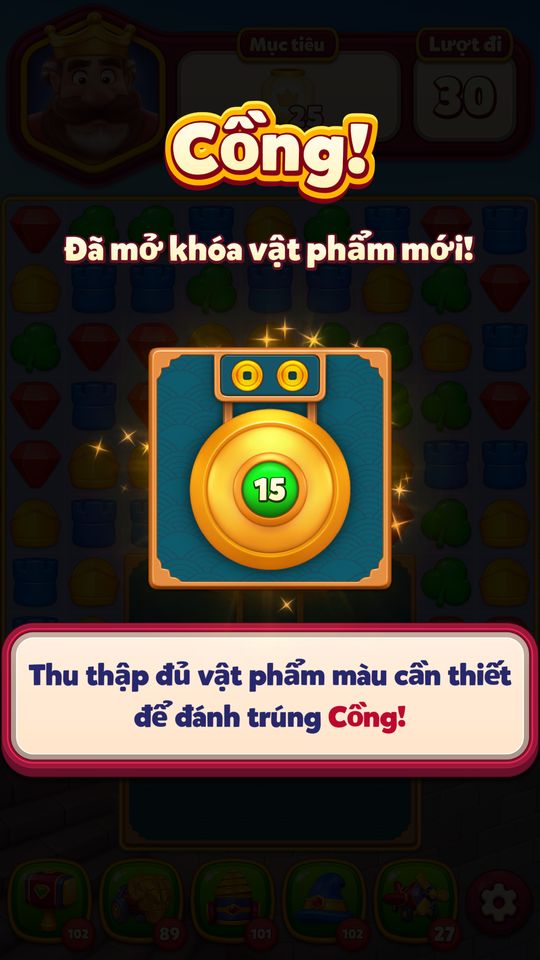 Mục tiêu
Lượt đi
25
30
Cồng!
Đã mở khóa vật phẩm mới!
15
Thu thập đủ vật phẩm màu cần thiết
để đánh trúng Cồng!
102
89
101
102
27